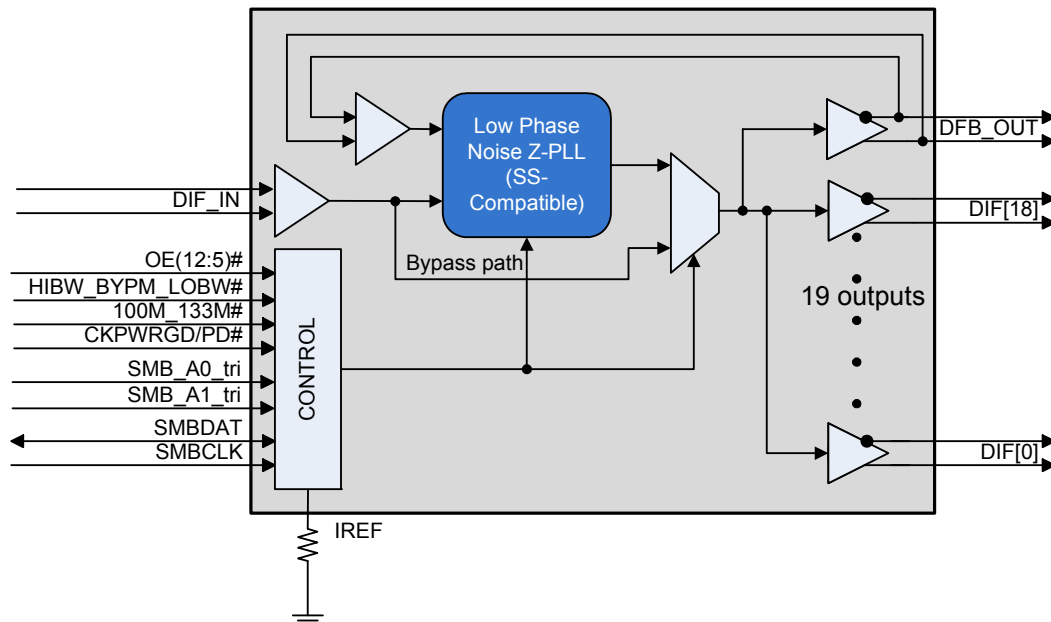 Low Phase
Noise Z-PLL
(SS-
Compatible)
DFB_OUT
DIF_IN
DIF[18]
OE(12:5)#
Bypass path
HIBW_BYPM_LOBW#
19 outputs
100M_133M#
CKPWRGD/PD#
SMB_A0_tri
CONTROL
SMB_A1_tri
SMBDAT
SMBCLK
DIF[0]
IREF